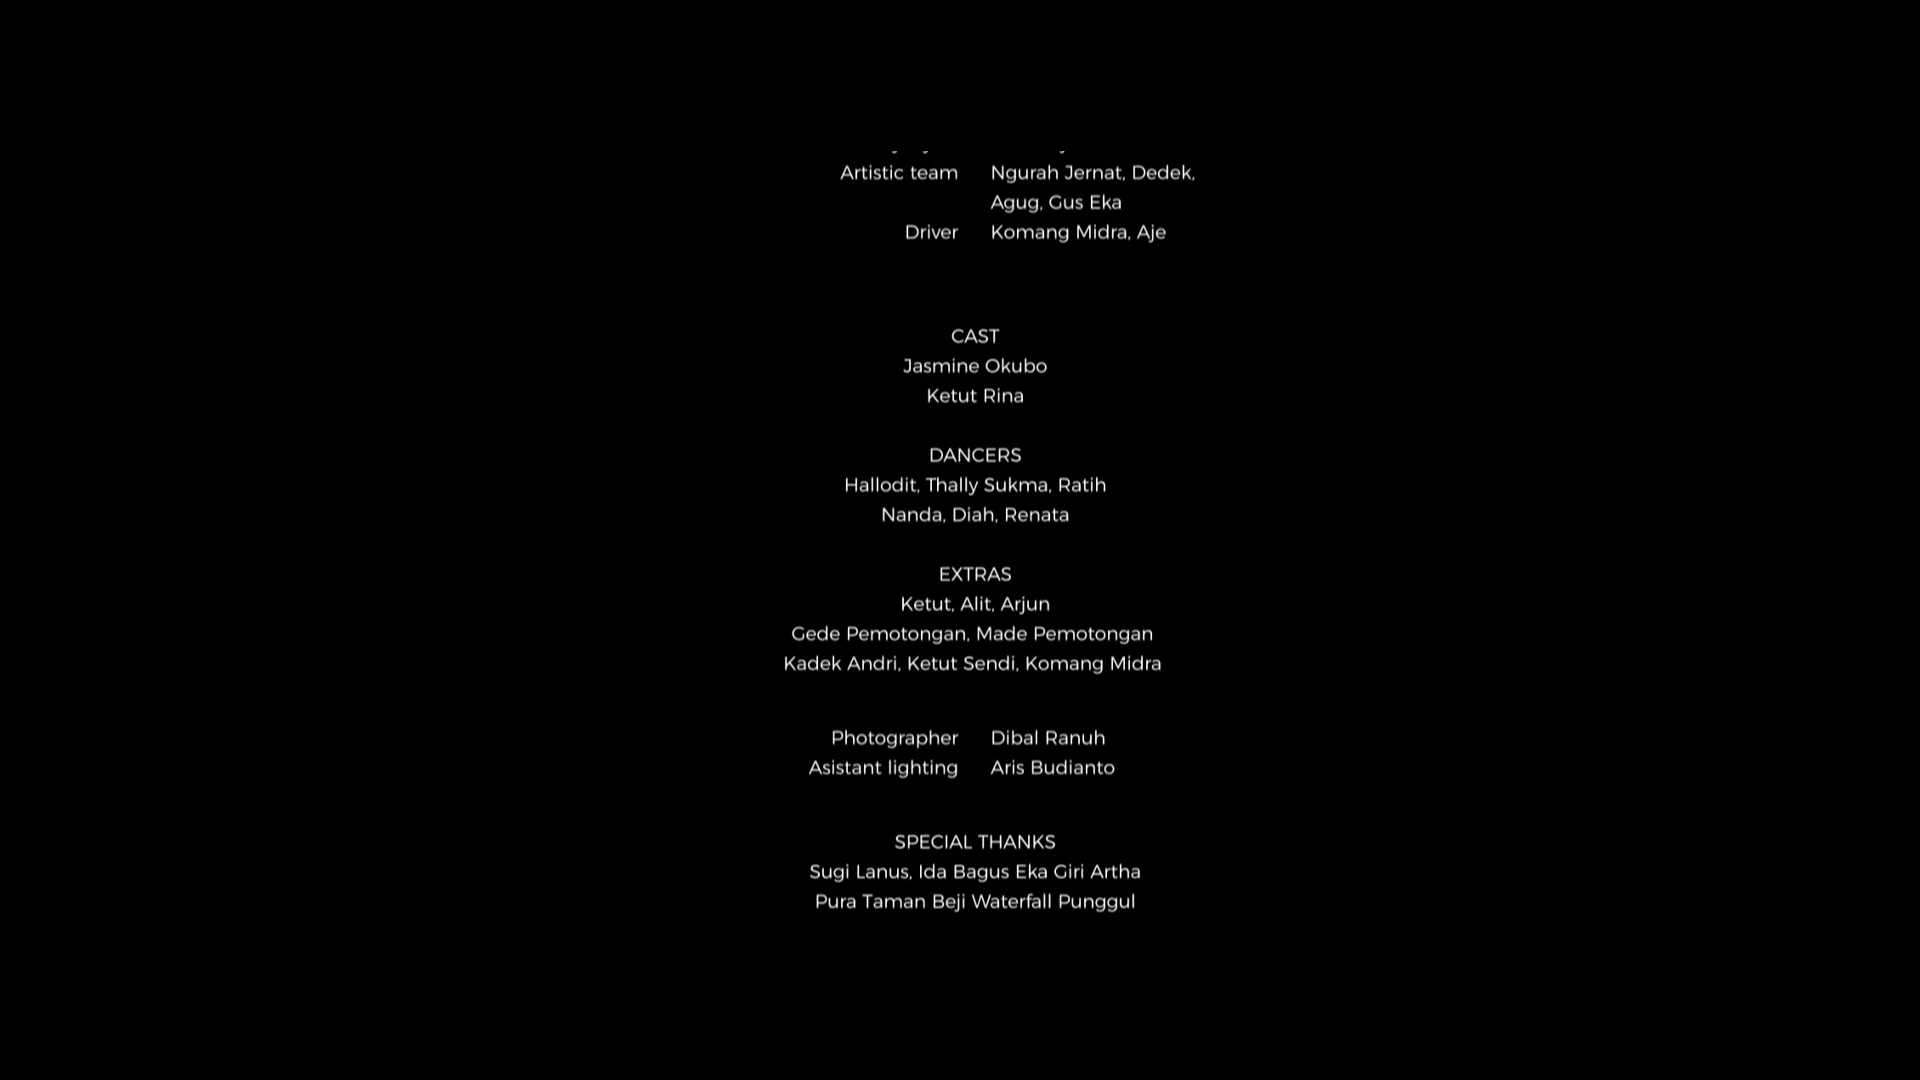 Artistic team Ngurah Jernat, Dedek,
Agug, Gus Eka
Driver Komang Midra, Aje
CAST
Jasmine Okubo
Ketut Rina
DANCERS
Hallodit, Thally Sukma, Ratih
Nanda, Diah, Renata
EXTRAS
Ketut, Alit, Arjun
Gede Pemotongan, Made Pemotongan
Kadek Andri, Ketut Sendi, Komang Midra
Photographer Dibal Ranuh
Asistant lighting Aris Budianto
SPECIAL THANKS
Sugi Lanus, Ida Bagus Eka Giri Artha
Pura Taman Beji Waterfall Punggul